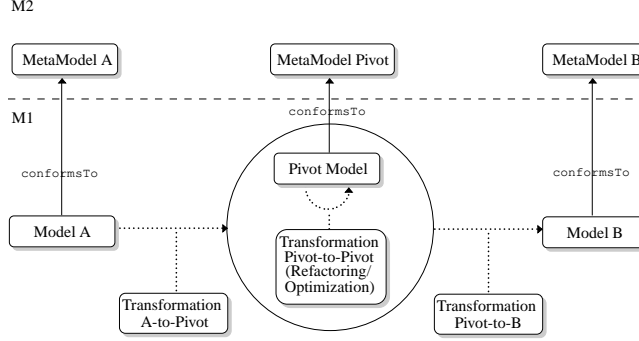 M2
MetaModel A
MetaModel Pivot
MetaModel B
M1
conformsTo
Pivot Model
conformsTo
conformsTo
Model A
Model B
Transformation
Pivot-to-Pivot
(Refactoring/
Optimization)
Transformation
A-to-Pivot
Transformation
Pivot-to-B